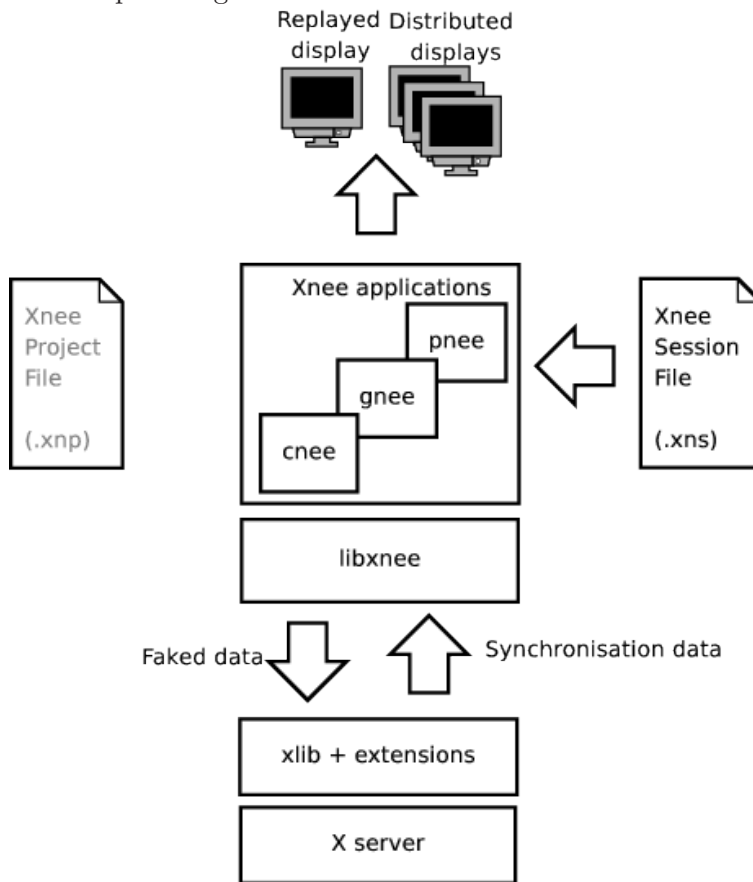 Replayed
display
Distributed
displays
Xnee applications
pnee
gnee
cnee
Xnee
Project
File
(.xnp)
Xnee
Session
File
(.xns)
libxnee
Faked data
Synchronisation data
xlib + extensions
X server